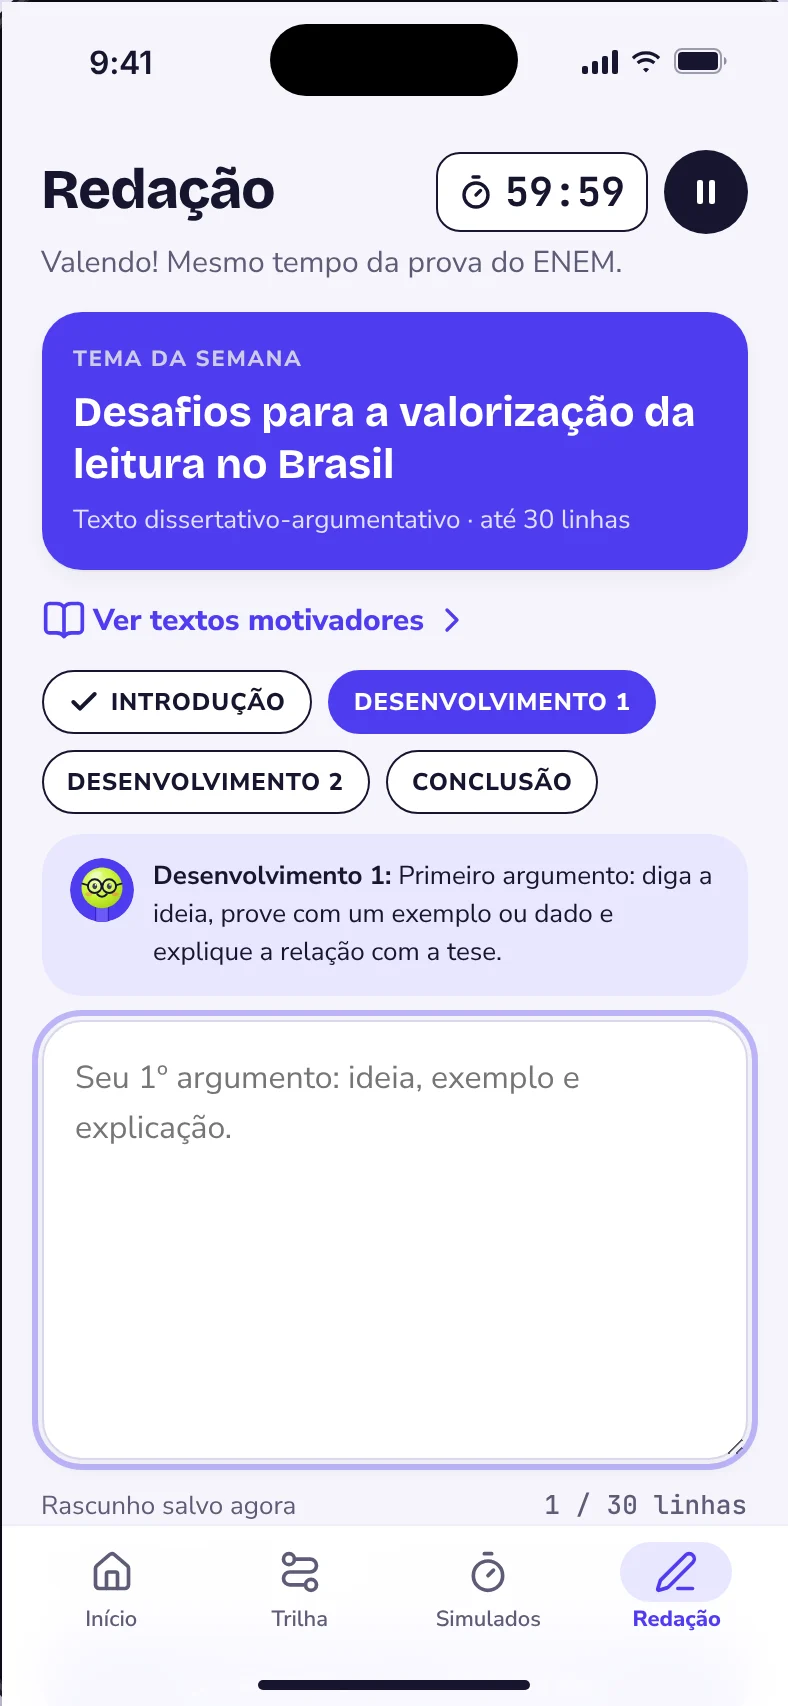 9:41
Redação
59:59
Valendo! Mesmo tempo da prova do ENEM.
TEMA DA SEMANA
Desafios para a valorização da
leitura no Brasil
Texto dissertativo-argumentativo · até 30 linhas
Ver textos motivadores
INTRODUÇÃO
DESENVOLVIMENTO 1
DESENVOLVIMENTO 2
CONCLUSÃO
Desenvolvimento 1: Primeiro argumento: diga a
ideia, prove com um exemplo ou dado e
explique a relação com a tese.
Seu 1º argumento: ideia, exemplo e
explicação.
Rascunho salvo agora
1 / 30 linhas
Início
Trilha
Simulados
Redação